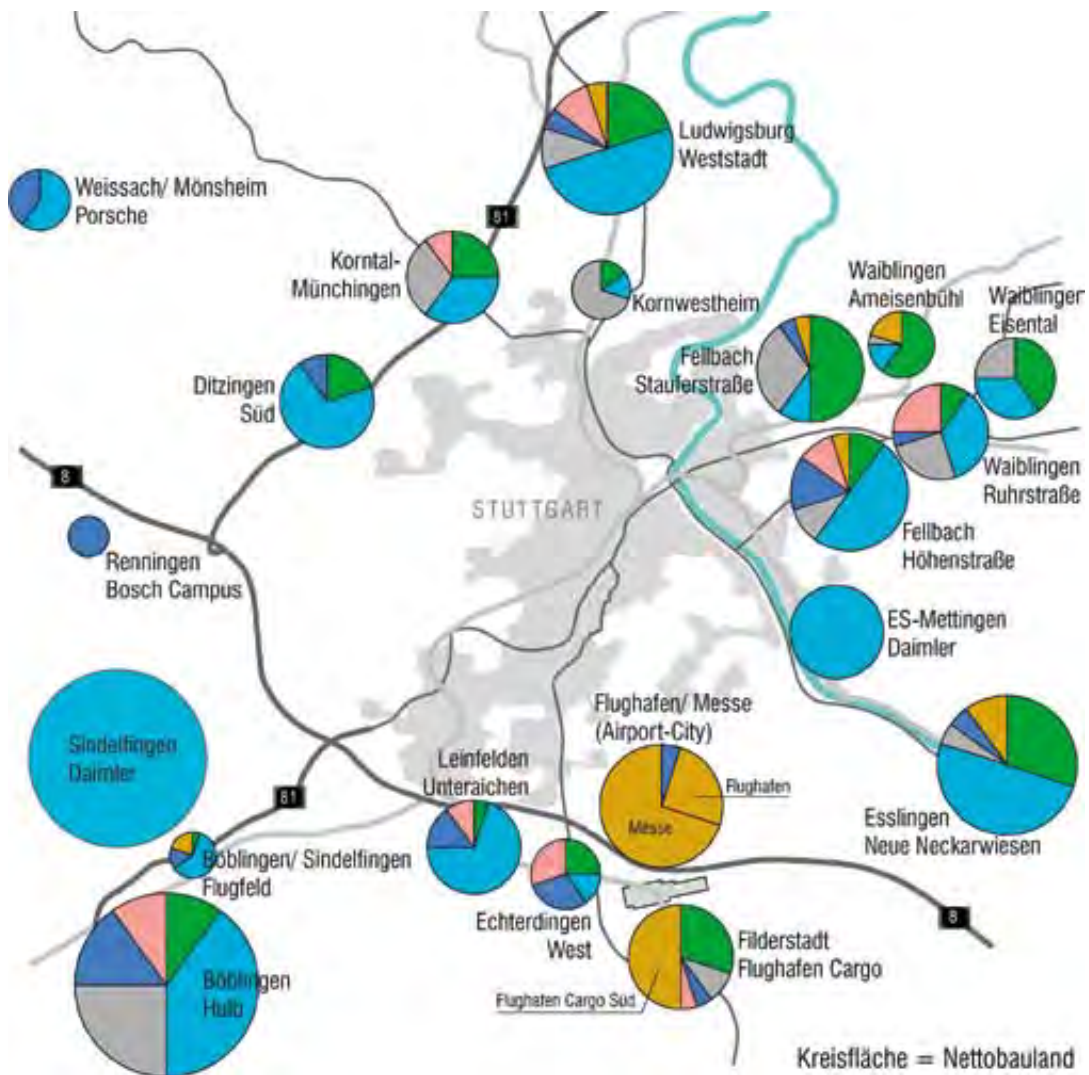 Ludwigsburg
Weststadt
Weissach/ Mönsheim
Porsche
81
Korntal-
Münchingen
Kornwestheim
Waiblingen
Ameisenbühl
Waiblingen
Eisental
Fellbach
Stauferstraße
Ditzingen
Süd
Waiblingen
Ruhrstraße
8
STUTTGART
Fellbach
Höhenstraße
Renningen
Bosch Campus
ES-Mettingen
Daimler
Sindelfingen
Daimler
Flughafen/ Messe
(Airport-City)
Flughafen
Messe
Leinfelden
Unteraichen
81
Esslingen
Neue Neckarwiesen
Böblingen/ Sindelfingen
Flugfeld
Echterdingen
West
8
Filderstadt
Flughafen Cargo
Flughafen Cargo Süd
Böblingen
Hulb
Kreisfläche = Nettobauland